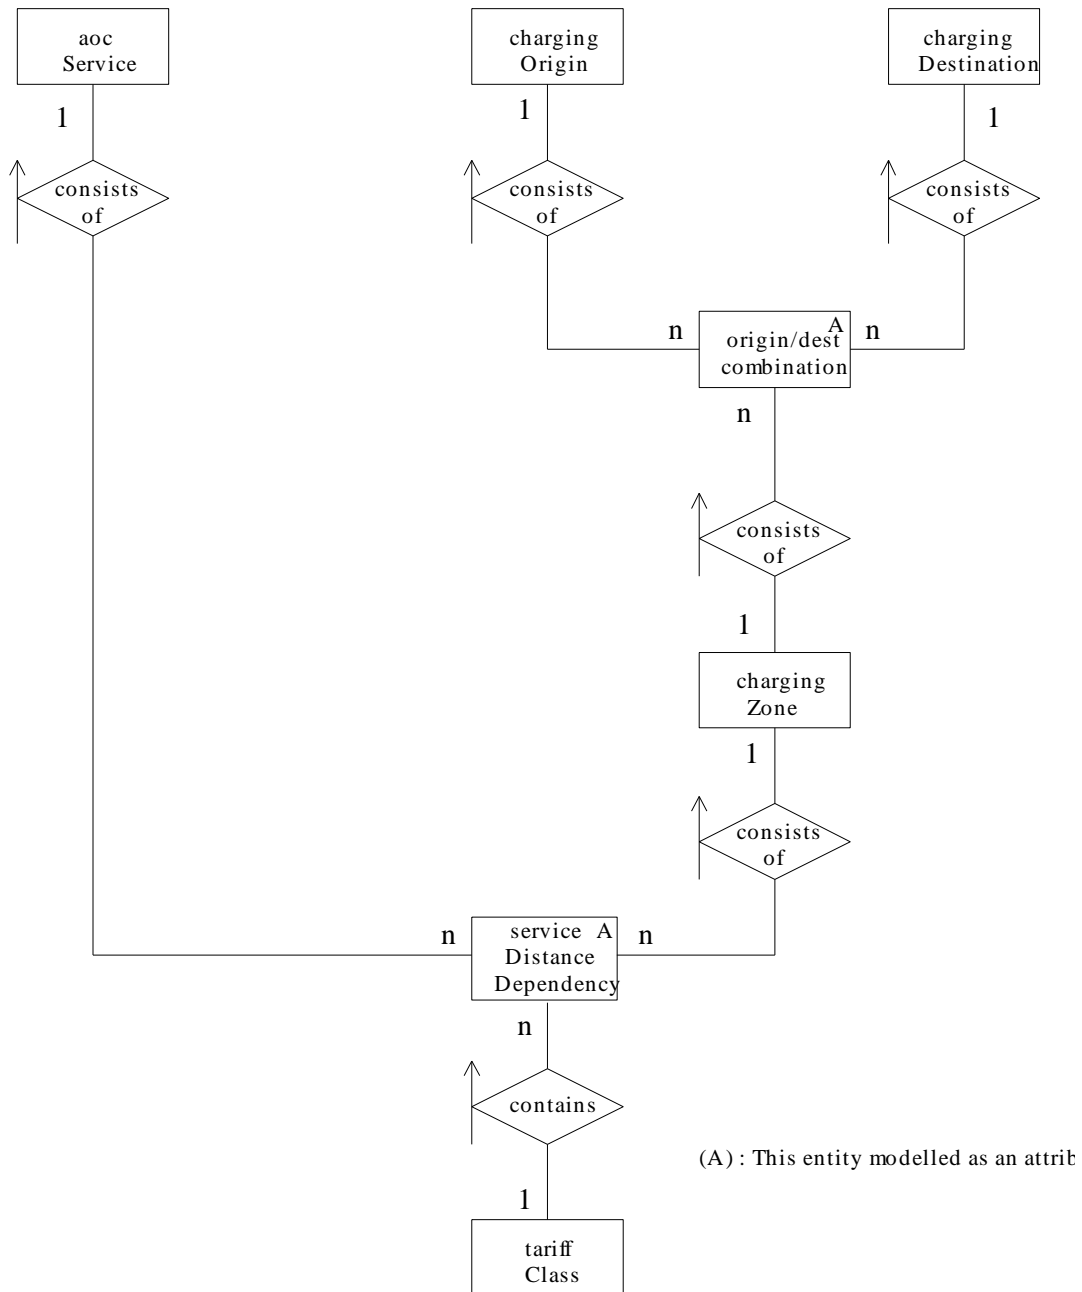 aoc
Service
charging
Origin
charging
Destination
1
1
1
consists
of
consists
of
consists
of
n
A
origin/dest
combination
n
n
consists
of
1
charging
Zone
1
consists
of
n
service A
Distance
Dependency
n
n
contains
(A) : This entity modelled as an attrib
1
tariff
Class